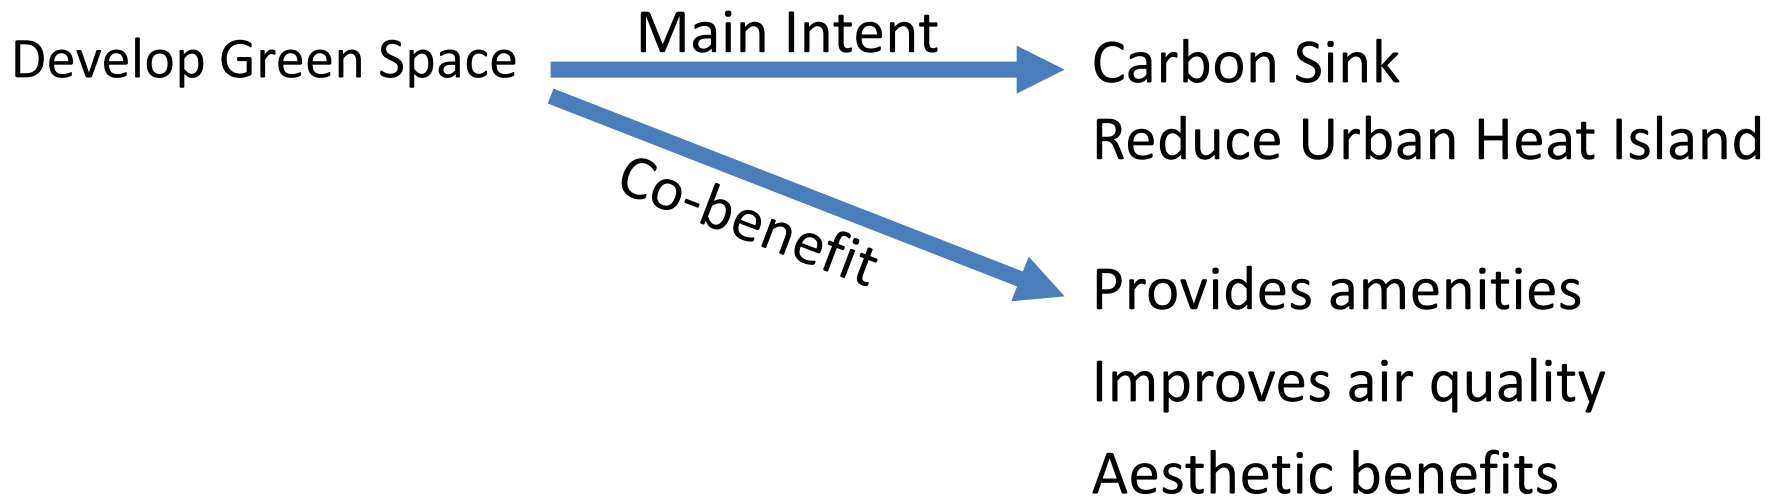 Develop Green Space
Main Intent
Carbon Sink
Reduce Urban Heat Island
Co-benefit
Provides amenities
Improves air quality
Aesthetic benefits